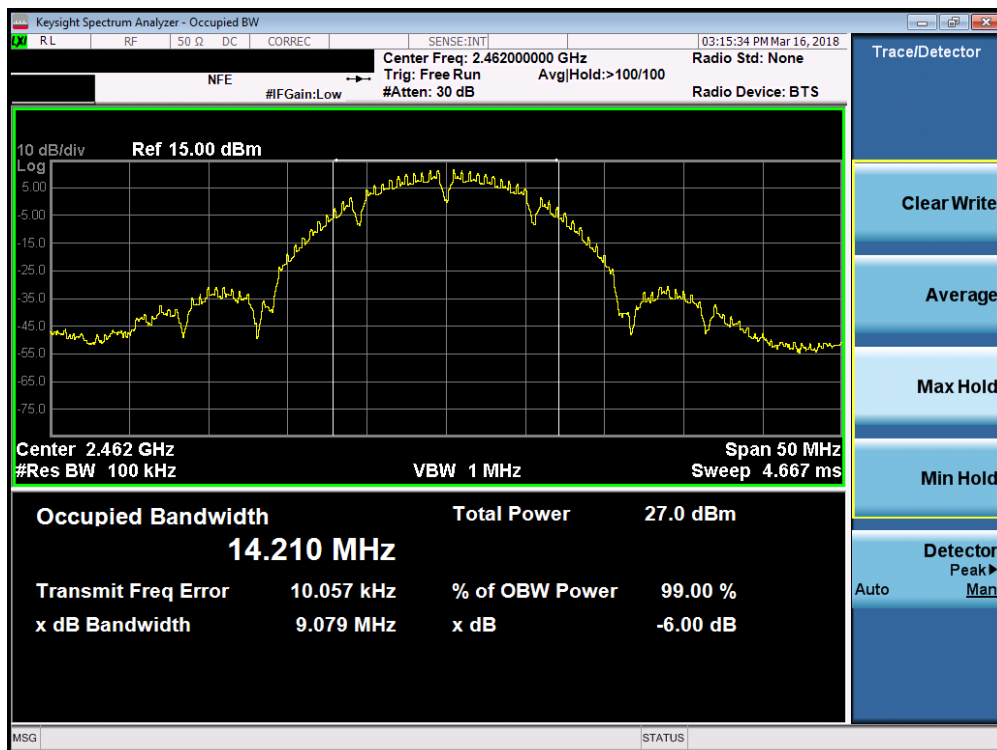 Keysight Spectrum Analyzer - Occupied BW
LXI RL RF 50 Ω DC CORREC SENSE:INT 03:15:34 PM Mar 16, 2018
Center Freq: 2.462000000 GHz Radio Std: None
NFE Trig: Free Run Avg|Hold:>100/100
#IFGain:Low #Atten: 30 dB Radio Device: BTS
Trace/Detector
10 dB/div Ref 15.00 dBm
Log
5.00
-5.00
-15.0
-25.0
-35.0
-45.0
-55.0
-65.0
-75.0
Center 2.462 GHz Span 50 MHz
#Res BW 100 kHz VBW 1 MHz Sweep 4.667 ms
Occupied Bandwidth Total Power 27.0 dBm
14.210 MHz
Transmit Freq Error 10.057 kHz % of OBW Power 99.00 %
x dB Bandwidth 9.079 MHz x dB -6.00 dB
Clear Write
Average
Max Hold
Min Hold
Detector
Peak▶
Auto Man
MSG STATUS